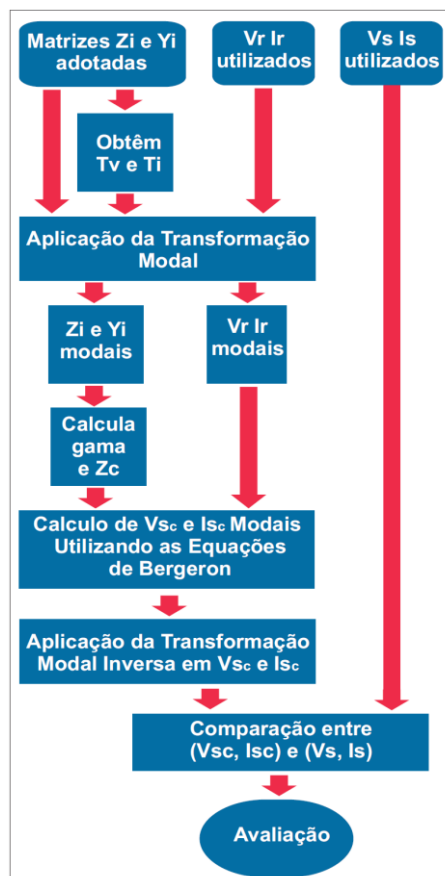 Matrizes Zi e Yi
adotadas
Vr Ir
utilizados
Vs Is
utilizados
Obtêm
Tv e Ti
Aplicação da Transformação
Modal
Zi e Yi
modais
Vr Ir
modais
Calcula
gama
e Zc
Calculo de Vsc e Isc Modais
Utilizando as Equações
de Bergeron
Aplicação da Transformação
Modal Inversa em Vsc e Isc
Comparação entre
(Vsc, Isc) e (Vs, Is)
Avaliação